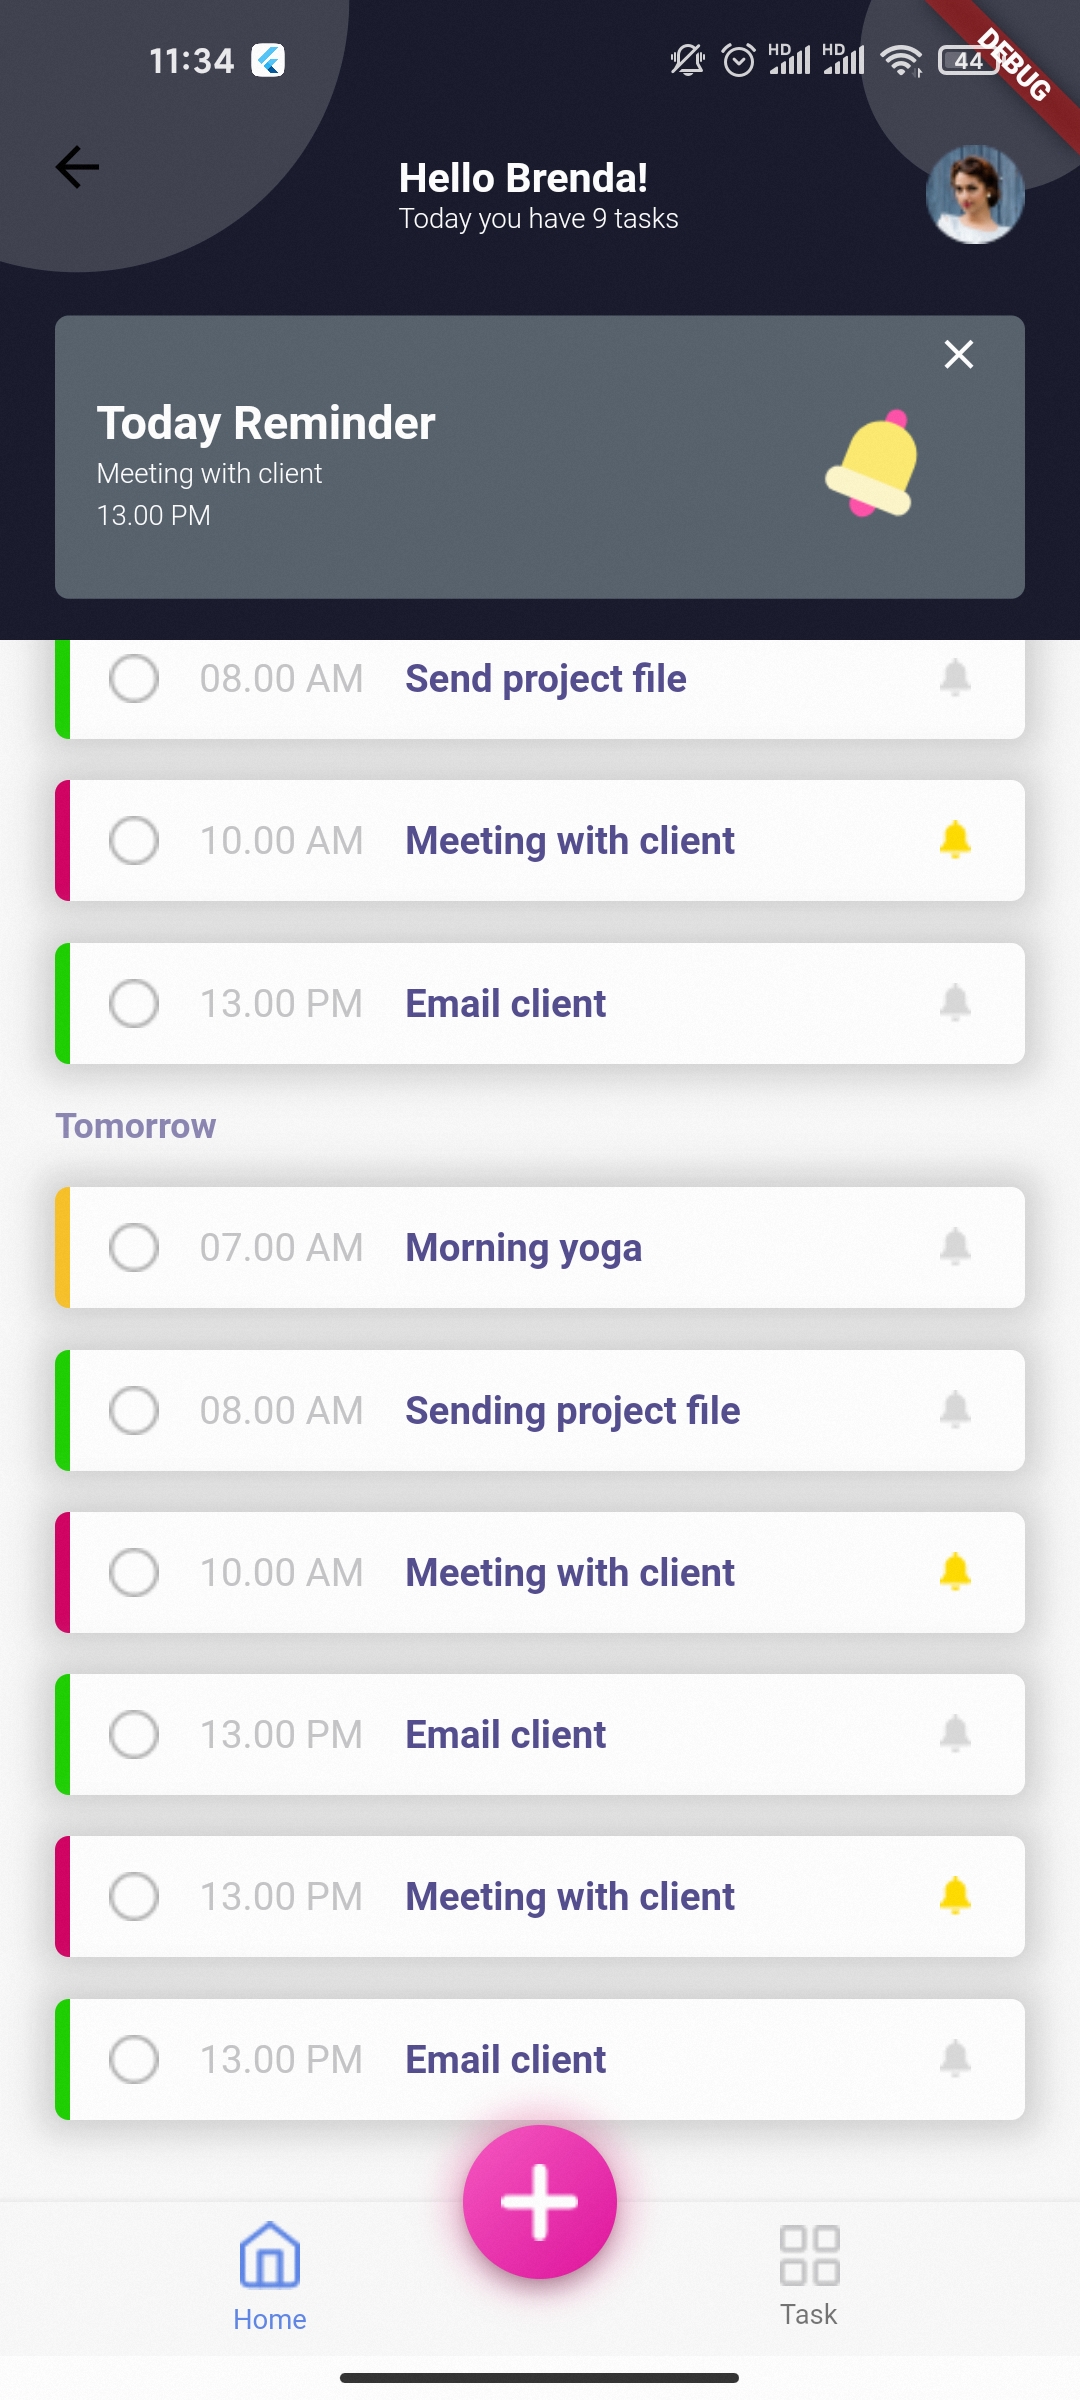 11:34
HD HD 44
DEBUG
Hello Brenda!
Today you have 9 tasks
Today Reminder
Meeting with client
13.00 PM
08.00 AM Send project file
10.00 AM Meeting with client
13.00 PM Email client
Tomorrow
07.00 AM Morning yoga
08.00 AM Sending project file
10.00 AM Meeting with client
13.00 PM Email client
13.00 PM Meeting with client
13.00 PM Email client
Home Task